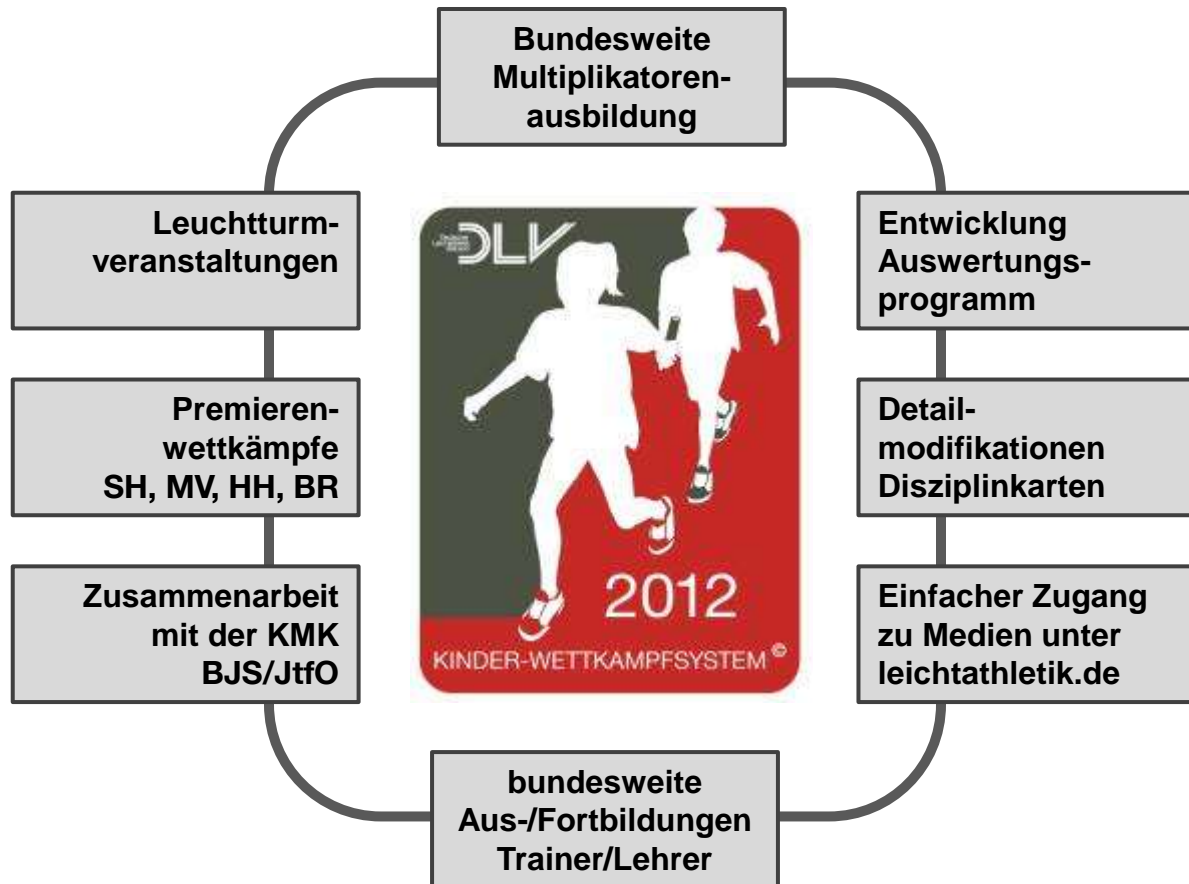 Bundesweite
Multiplikatoren-
ausbildung
Leuchtturm-
veranstaltungen
Entwicklung
Auswertungs-
programm
Premieren-
wettkämpfe
SH, MV, HH, BR
Detail-
modifikationen
Disziplinkarten
Zusammenarbeit
mit der KMK
BJS/JtfO
Einfacher Zugang
zu Medien unter
leichtathletik.de
DLV
2012
KINDER-WETTKAMPFSYSTEM ©
bundesweite
Aus-/Fortbildungen
Trainer/Lehrer